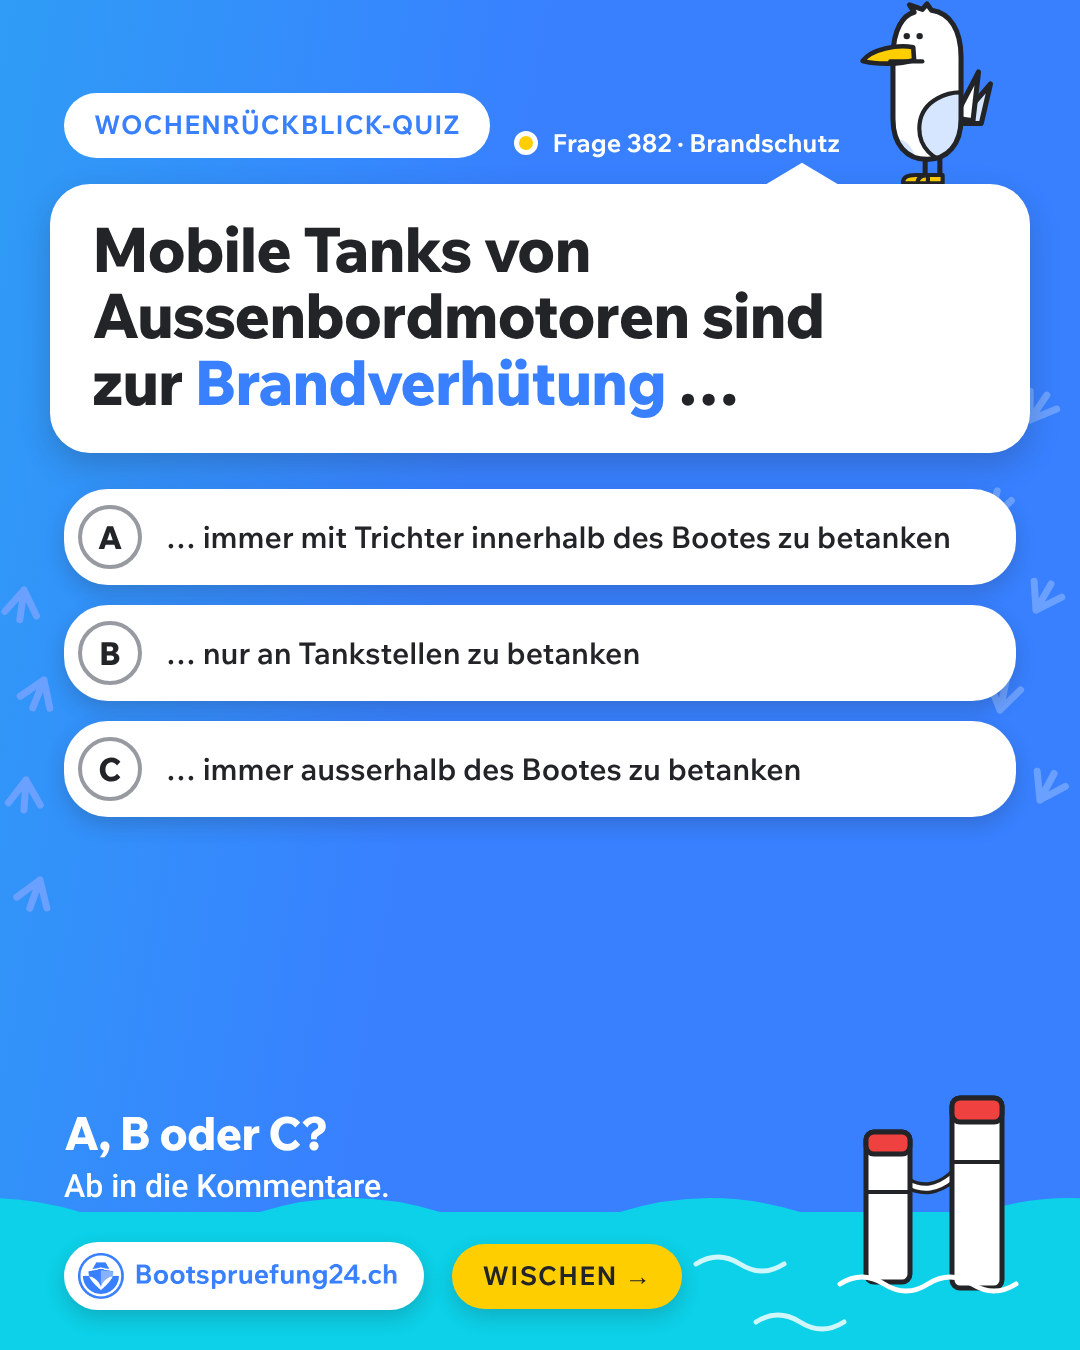 WOCHENRÜCKBLICK-QUIZ
Frage 382 · Brandschutz
Mobile Tanks von
Aussenbordmotoren sind
zur Brandverhütung ...
A ... immer mit Trichter innerhalb des Bootes zu betanken
B ... nur an Tankstellen zu betanken
C ... immer ausserhalb des Bootes zu betanken
A, B oder C?
Ab in die Kommentare.
Bootspruefung24.ch
WISCHEN →